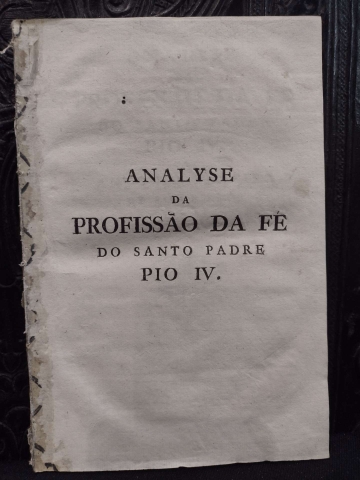 ANALYSE
DA
PROFISSÃO DA FÉ
DO SANTO PADRE
PIO IV.